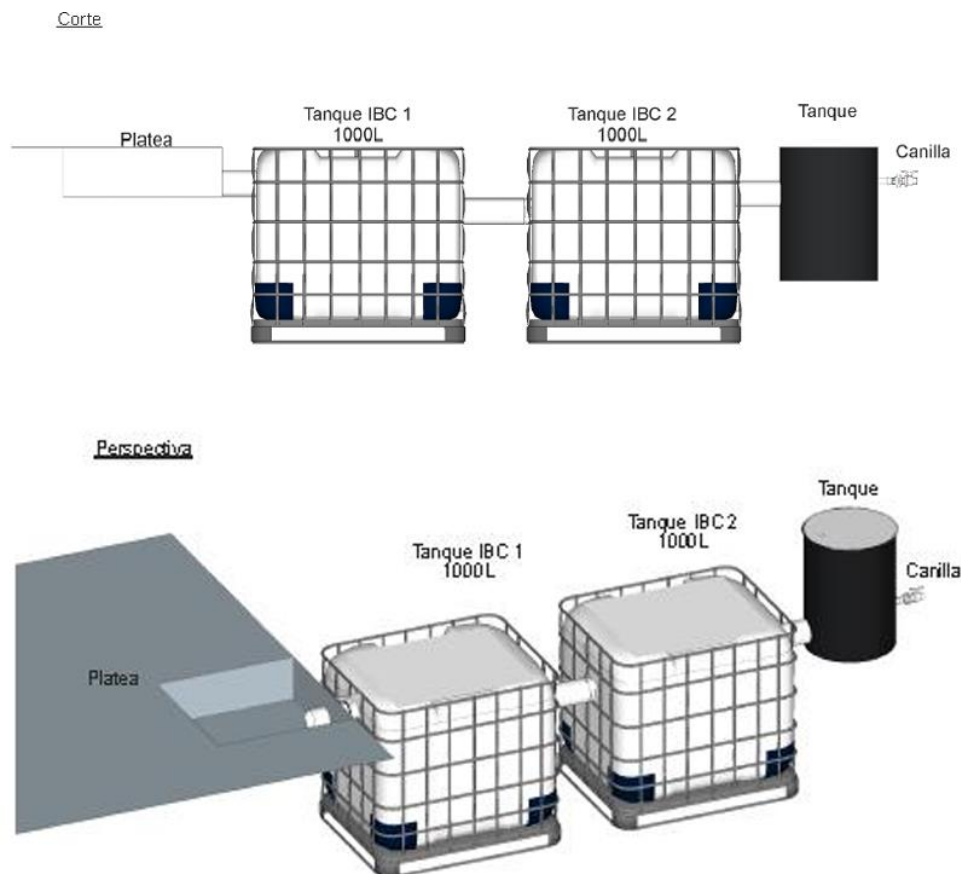 Corte
Tanque IBC 1
1000L
Tanque IBC 2
1000L
Tanque
Platea
Canilla
Perspectiva
Tanque
Tanque IBC 2
1000L
Tanque IBC 1
1000L
Canilla
Platea